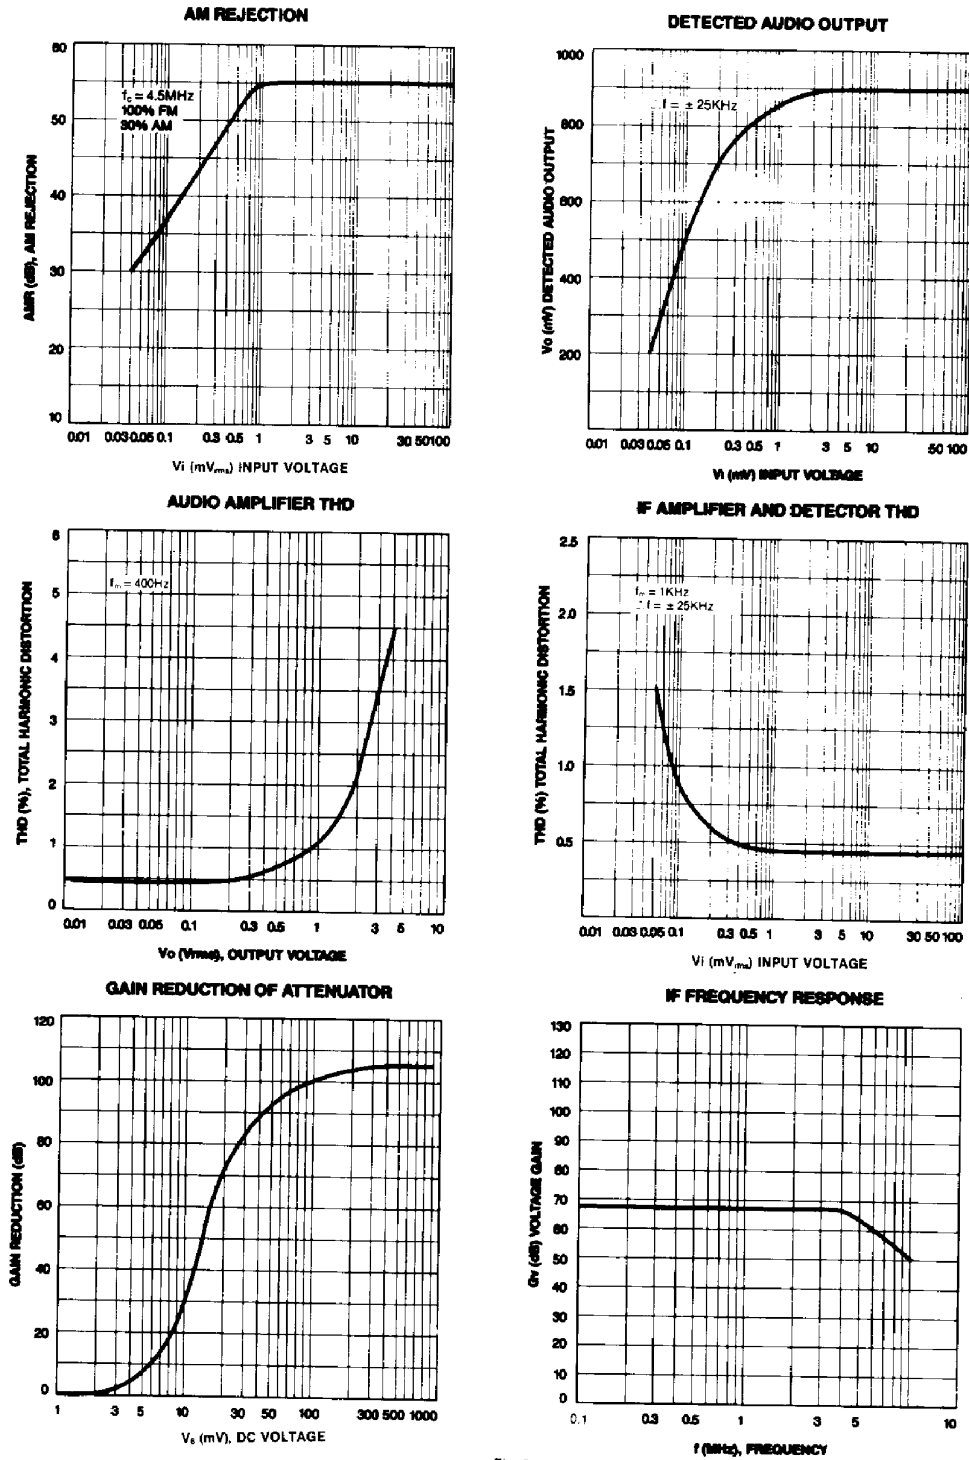 AM REJECTION
AMR (dB), AM REJECTION
60
50
40
30
20
10
f꜀ = 4.5MHz
100% FM
30% AM
0.01 0.03 0.05 0.1 0.3 0.5 1 3 5 10 30 50 100
Vi (mVrms) INPUT VOLTAGE
DETECTED AUDIO OUTPUT
Vo (mV) DETECTED AUDIO OUTPUT
1000
800
600
400
200
f = ± 25KHz
0.01 0.03 0.05 0.1 0.3 0.5 1 3 5 10 50 100
Vi (mV) INPUT VOLTAGE
AUDIO AMPLIFIER THD
THD (%), TOTAL HARMONIC DISTORTION
6
5
4
3
2
1
0
fm = 400Hz
0.01 0.03 0.05 0.1 0.3 0.5 1 3 5 10
Vo (Vrms), OUTPUT VOLTAGE
IF AMPLIFIER AND DETECTOR THD
THD (%) TOTAL HARMONIC DISTORTION
2.5
2.0
1.5
1.0
0.5
fm = 1KHz
f = ± 25KHz
0.01 0.03 0.05 0.1 0.3 0.5 1 3 5 10 30 50 100
Vi (mVrms) INPUT VOLTAGE
GAIN REDUCTION OF ATTENUATOR
GAIN REDUCTION (dB)
120
100
80
60
40
20
0
1 3 5 10 30 50 100 300 500 1000
V₆ (mV), DC VOLTAGE
IF FREQUENCY RESPONSE
Gv (dB) VOLTAGE GAIN
130
120
110
100
90
80
70
60
50
40
30
20
10
0
0.1 0.3 0.5 1 3 5 10
f (MHz), FREQUENCY